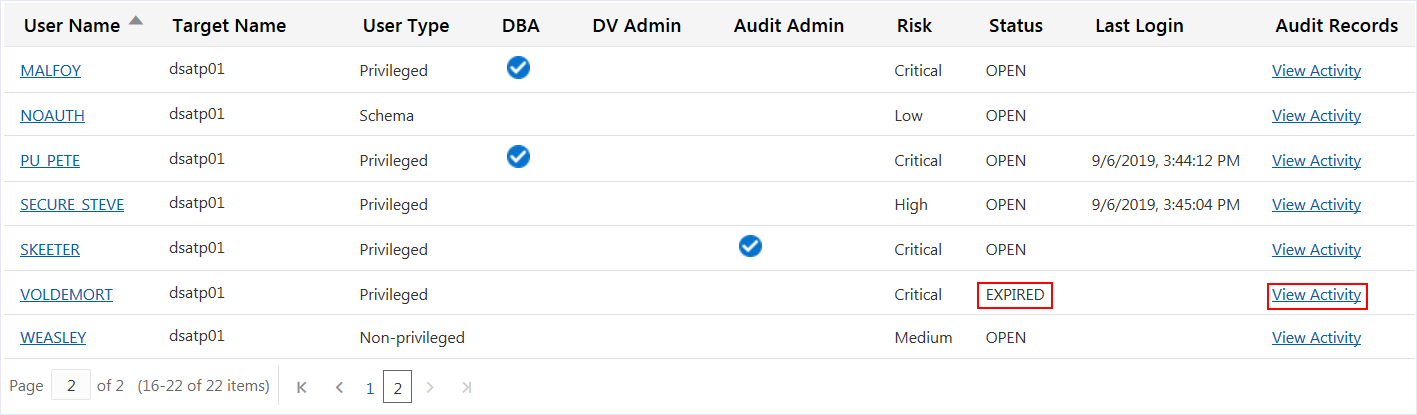 User Name Target Name User Type DBA DV Admin Audit Admin Risk Status Last Login Audit Records
MALFOY dsatp01 Privileged Critical OPEN View Activity
NOAUTH dsatp01 Schema Low OPEN View Activity
PU_PETE dsatp01 Privileged Critical OPEN 9/6/2019, 3:44:12 PM View Activity
SECURE_STEVE dsatp01 Privileged High OPEN 9/6/2019, 3:45:04 PM View Activity
SKEETER dsatp01 Privileged Critical OPEN View Activity
VOLDEMORT dsatp01 Privileged Critical EXPIRED View Activity
WEASLEY dsatp01 Non-privileged Medium OPEN View Activity
Page 2 of 2 (16-22 of 22 items) 1 2